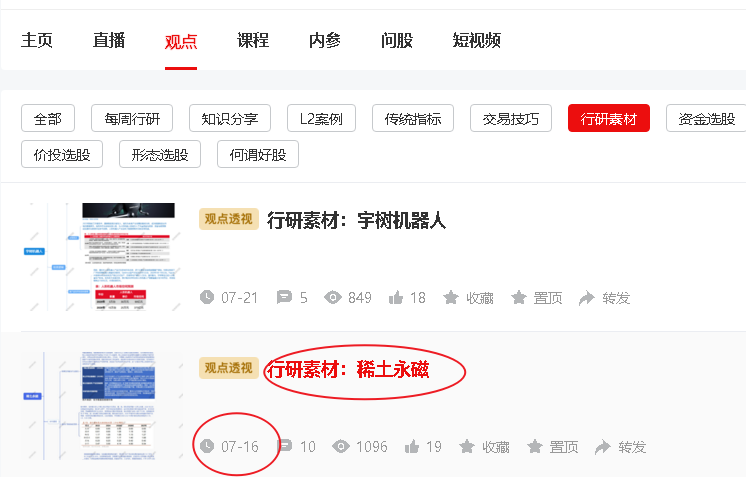 主页 直播 观点 课程 内参 问股 短视频
全部 每周行研 知识分享 L2案例 传统指标 交易技巧 行研素材 资金选股
价投选股 形态选股 何谓好股
观点透视 行研素材：宇树机器人
07-21 5 849 18 收藏 置顶 转发
观点透视 行研素材：稀土永磁
07-16 10 1096 19 收藏 置顶 转发